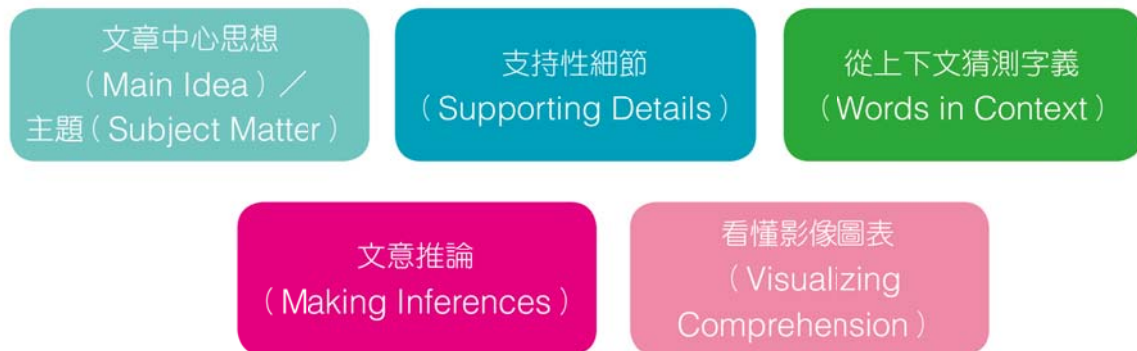 文章中心思想
（Main Idea）／
主題（Subject Matter）
支持性細節
（Supporting Details）
從上下文猜測字義
（Words in Context）
文意推論
（Making Inferences）
看懂影像圖表
（Visualizing
Comprehension）